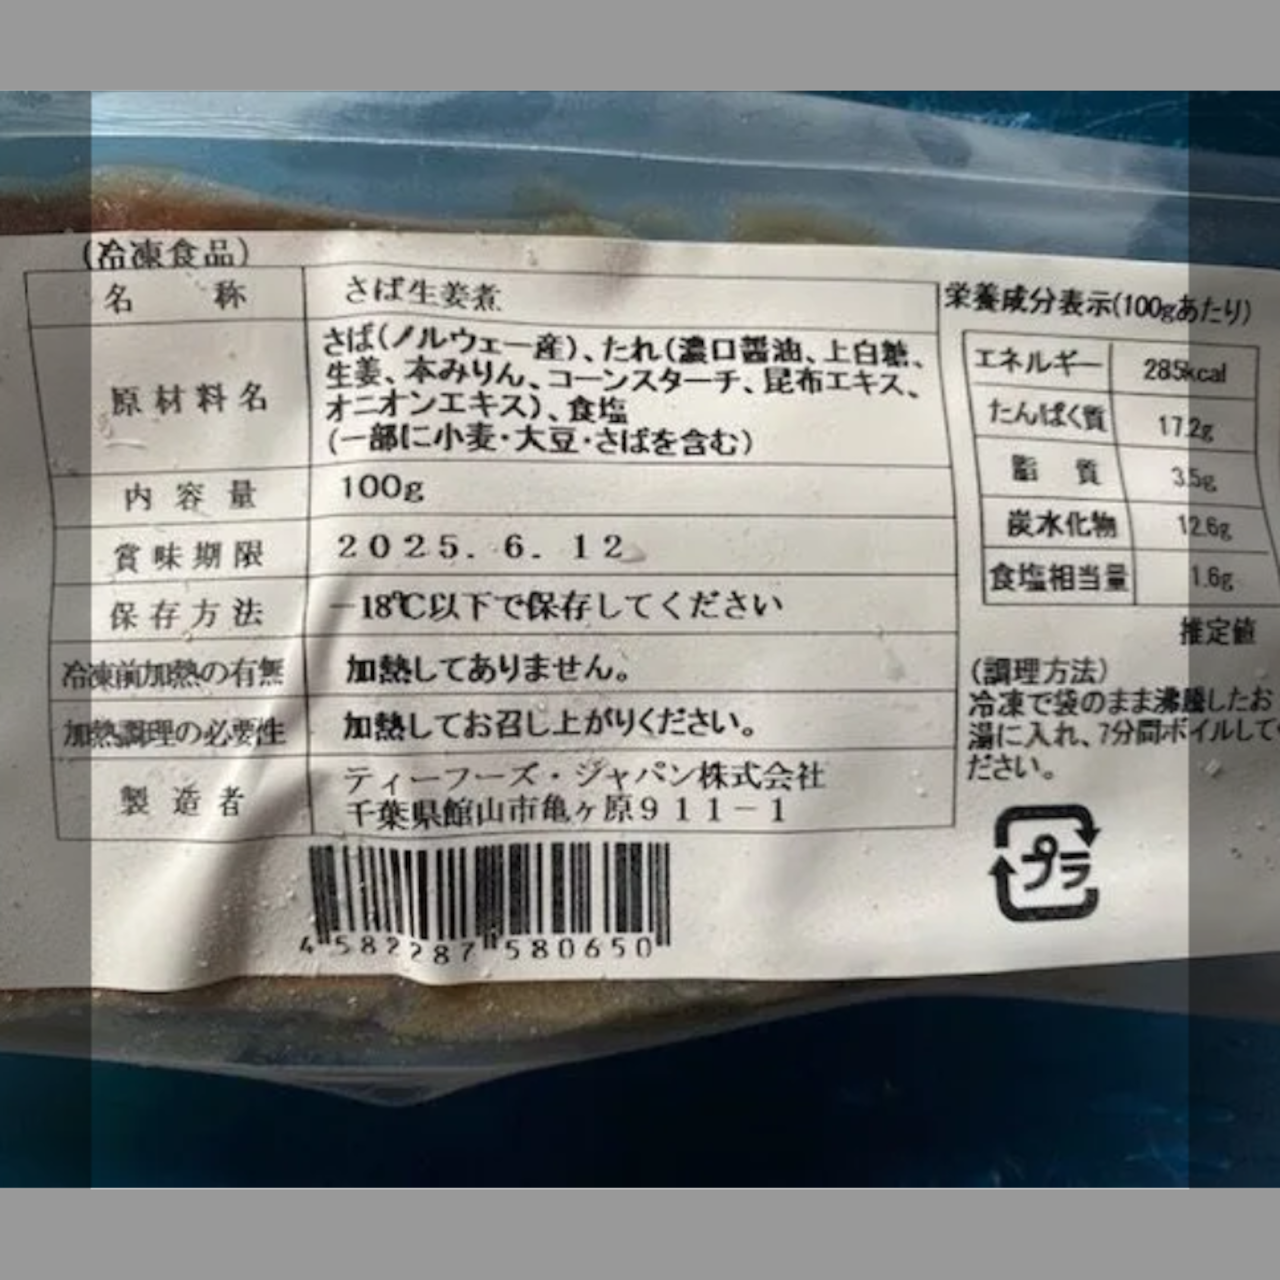 (冷凍食品)
名 称 さば生姜煮
原材料名 さば(ノルウェー産)、たれ(濃口醤油、上白糖、
生姜、本みりん、コーンスターチ、昆布エキス、
オニオンエキス)、食塩
(一部に小麦・大豆・さばを含む)
内容量 100g
賞味期限 2025. 6. 12
保存方法 -18℃以下で保存してください
冷凍前加熱の有無 加熱してありません。
加熱調理の必要性 加熱してお召し上がりください。
製造者 ティーフーズ・ジャパン株式会社
千葉県館山市亀ヶ原911-1
4 582287 580650
栄養成分表示(100gあたり)
エネルギー 285kcal
たんぱく質 17.2g
脂質 3.5g
炭水化物 12.6g
食塩相当量 1.6g
推定値
(調理方法)
冷凍で袋のまま沸騰したお
湯に入れ、7分間ボイルして
ださい。
プラ